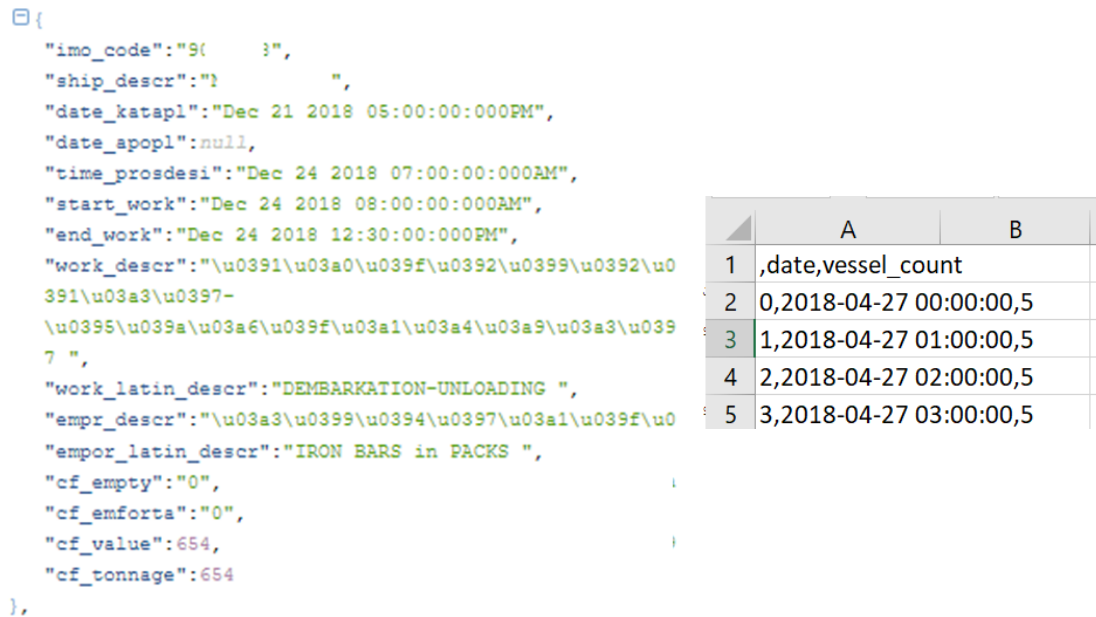 {
"imo_code":"9 8",
"ship_descr":" ",
"date_katapl":"Dec 21 2018 05:00:00:000PM",
"date_apopl":null,
"time_prosdesi":"Dec 24 2018 07:00:00:000AM",
"start_work":"Dec 24 2018 08:00:00:000AM",
"end_work":"Dec 24 2018 12:30:00:000PM",
"work_descr":"\u0391\u03a0\u039f\u0392\u0399\u0392\u0
391\u03a3\u0397-
\u0395\u039a\u03a6\u039f\u03a1\u03a4\u03a9\u03a3\u039
7 ",
"work_latin_descr":"DEMBARKATION-UNLOADING ",
"empr_descr":"\u03a3\u0399\u0394\u0397\u03a1\u039f\u0
"empor_latin_descr":"IRON BARS in PACKS ",
"cf_empty":"0",
"cf_emforta":"0",
"cf_value":654,
"cf_tonnage":654
},
A B
1 ,date,vessel_count
2 0,2018-04-27 00:00:00,5
3 1,2018-04-27 01:00:00,5
4 2,2018-04-27 02:00:00,5
5 3,2018-04-27 03:00:00,5